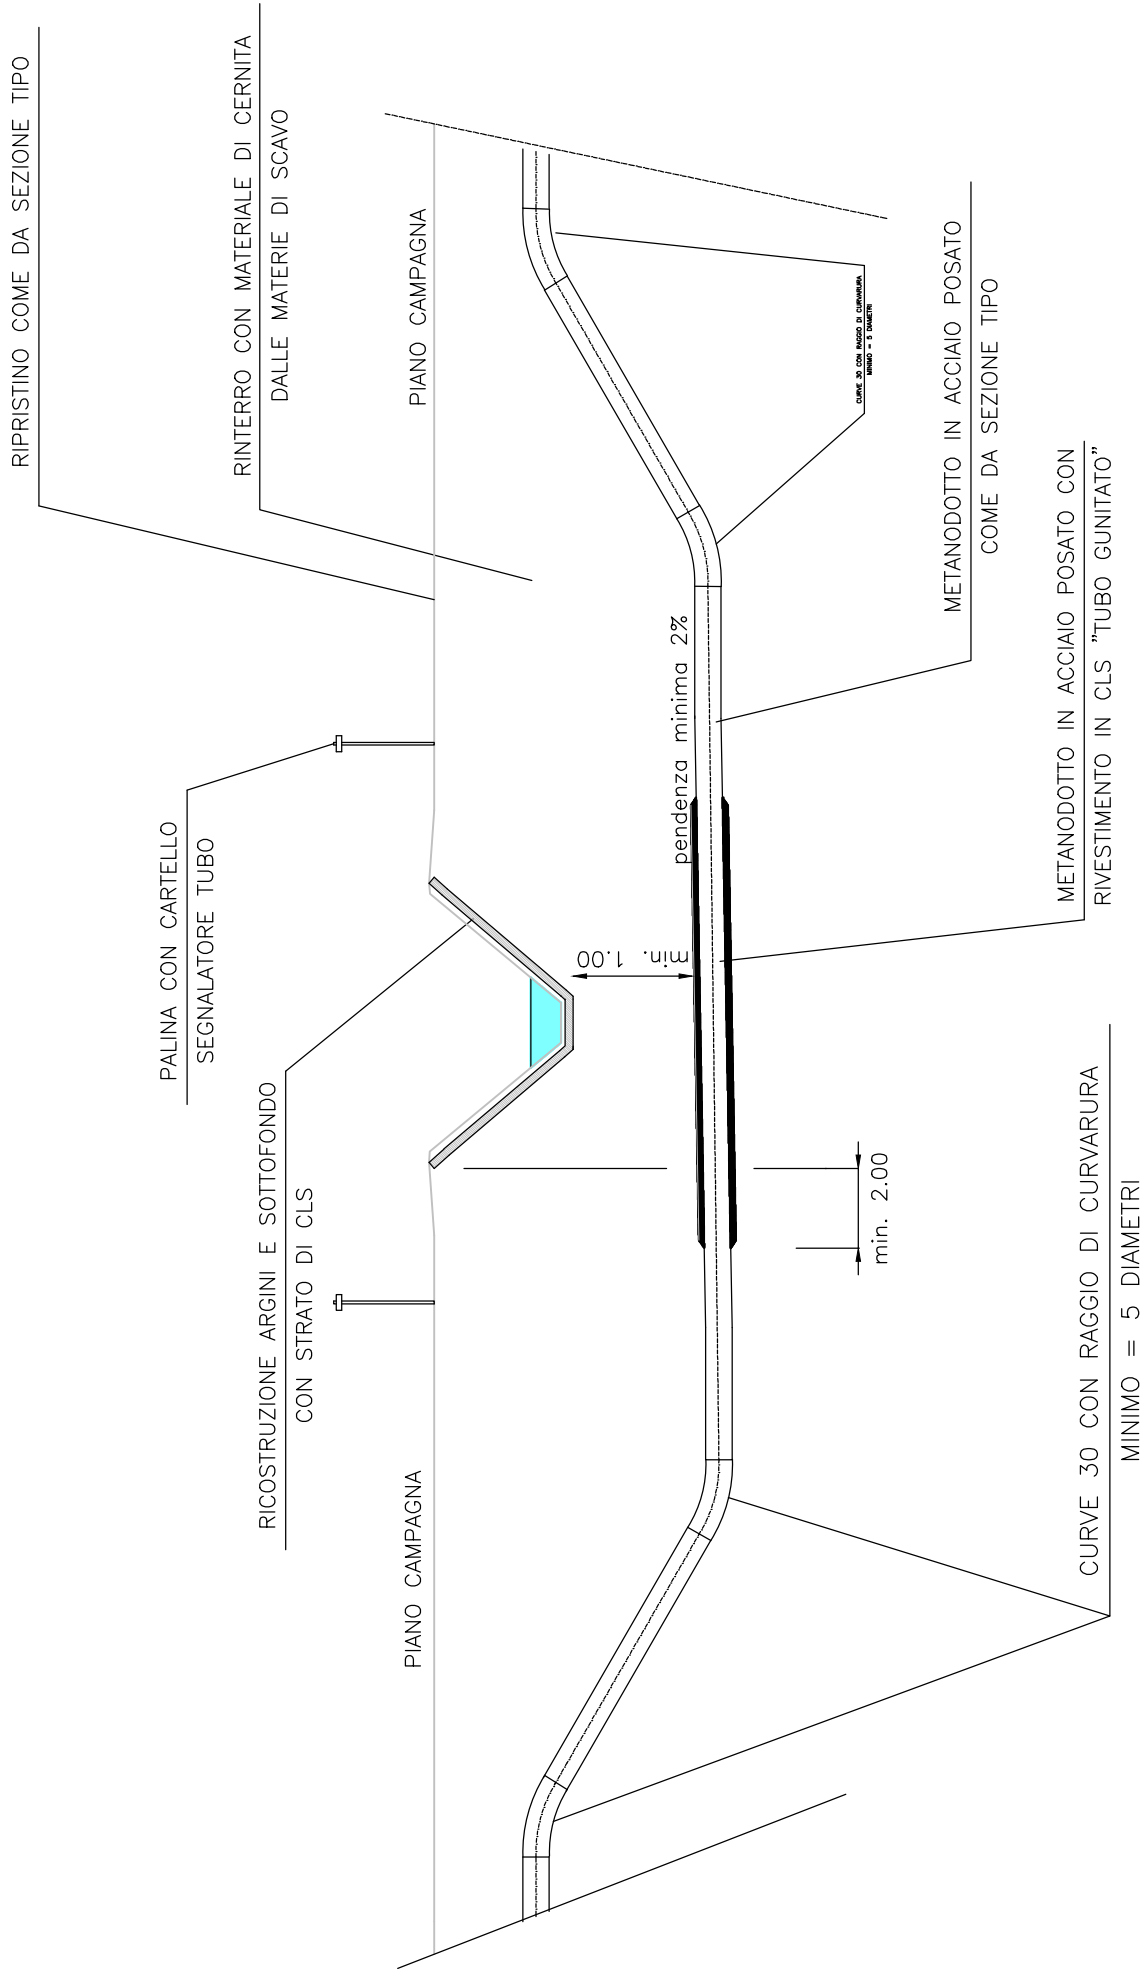 RIPRISTINO COME DA SEZIONE TIPO
RINTERRO CON MATERIALE DI CERNITA
DALLE MATERIE DI SCAVO
PALINA CON CARTELLO
SEGNALATORE TUBO
RICOSTRUZIONE ARGINI E SOTTOFONDO
CON STRATO DI CLS
PIANO CAMPAGNA
PIANO CAMPAGNA
min. 1.00
pendenza minima 2%
min. 2.00
CURVE 30 CON RAGGIO DI CURVARURA
MINIMO = 5 DIAMETRI
METANODOTTO IN ACCIAIO POSATO
COME DA SEZIONE TIPO
METANODOTTO IN ACCIAIO POSATO CON
RIVESTIMENTO IN CLS "TUBO GUNITATO"
CURVE 30 CON RAGGIO DI CURVARURA
MINIMO = 5 DIAMETRI